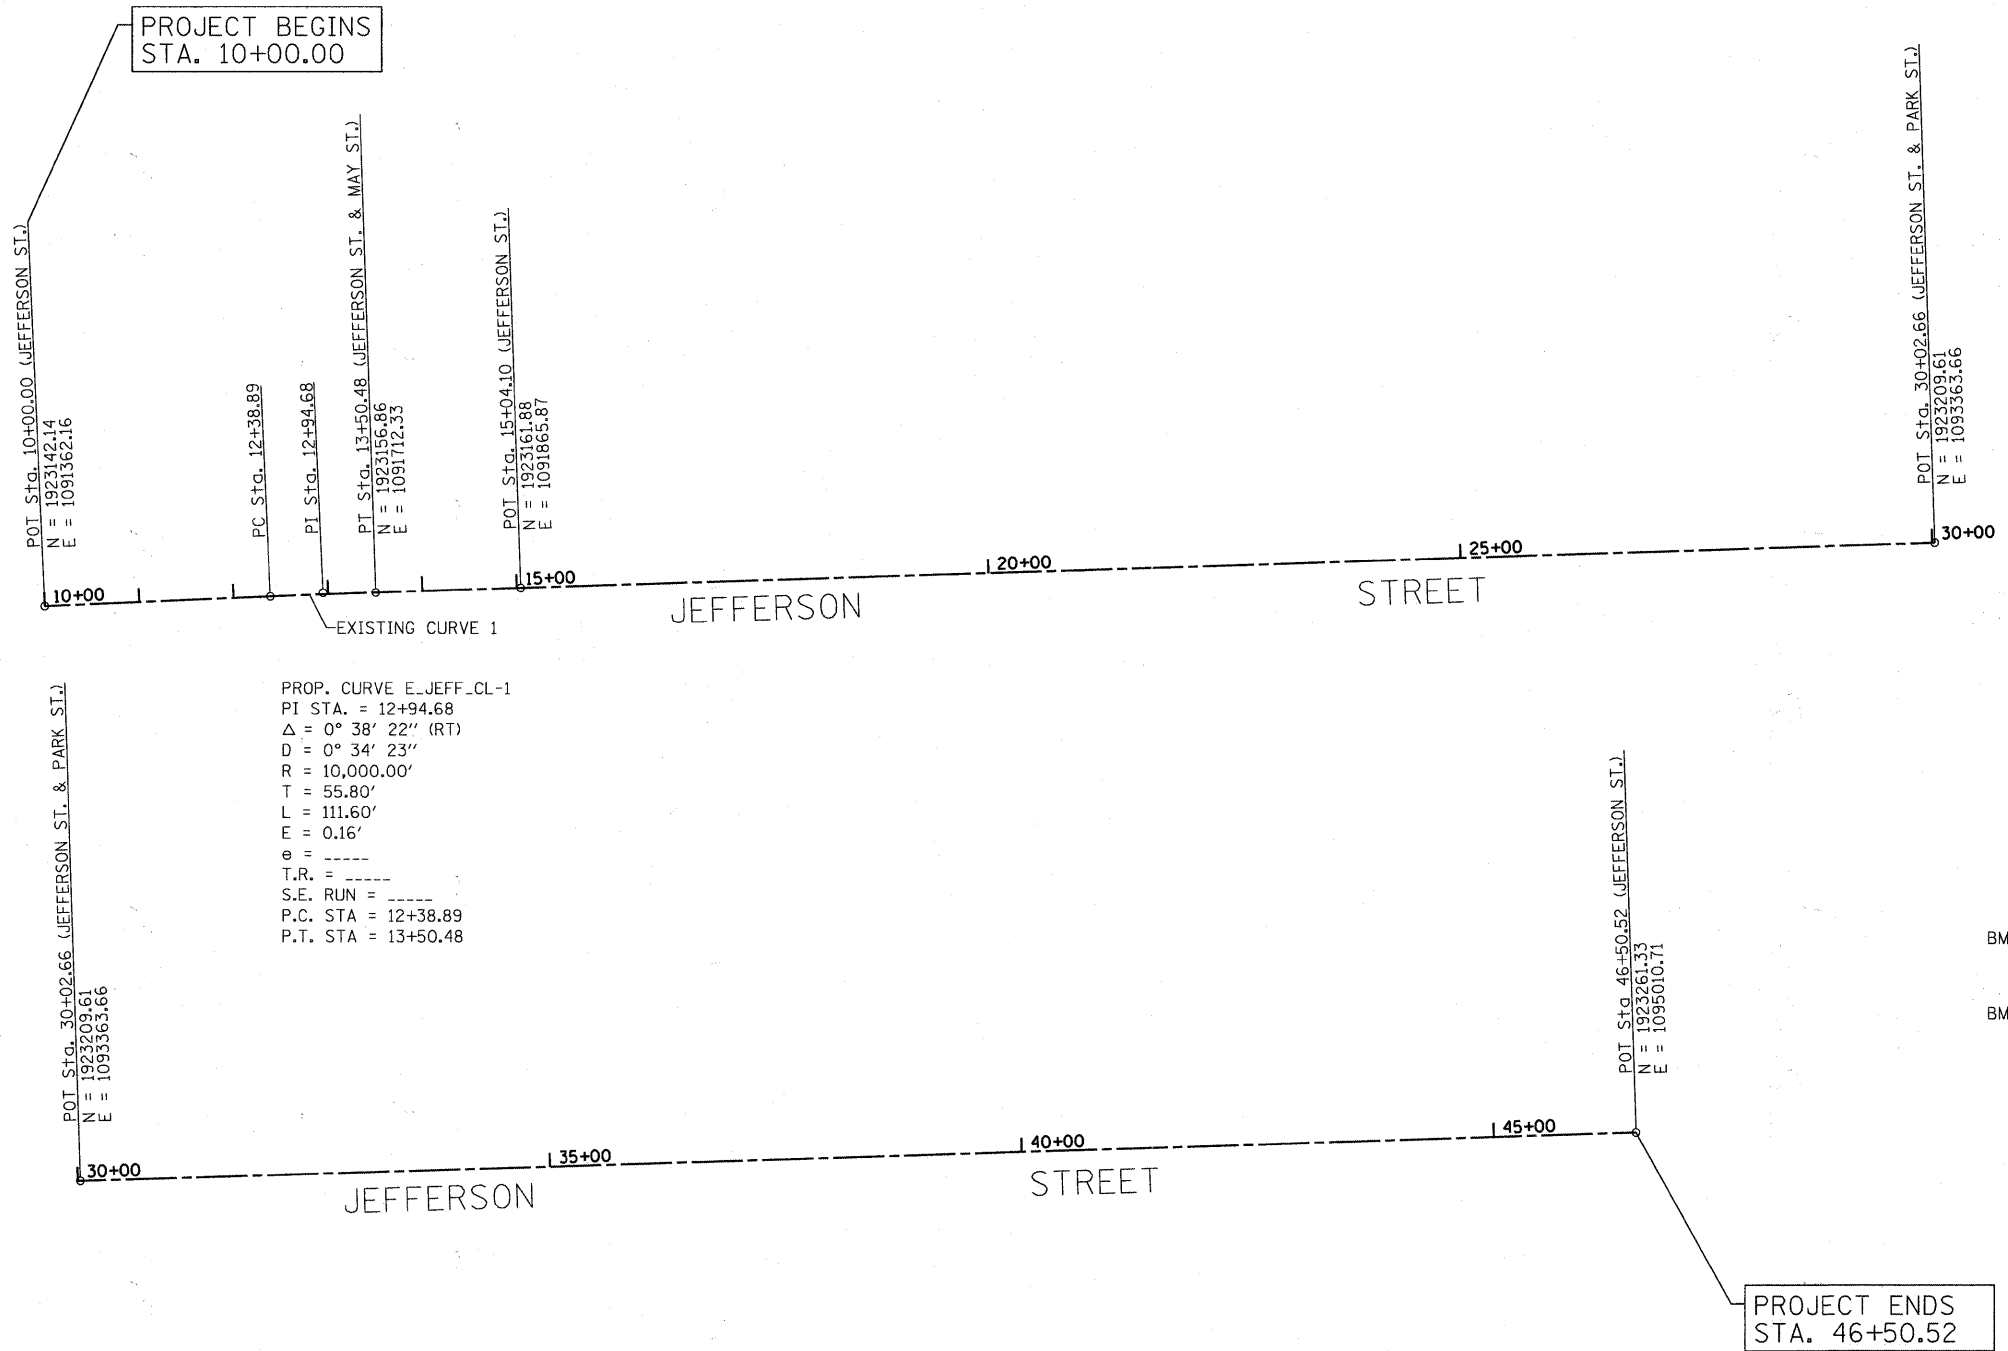 PROJECT BEGINS
STA. 10+00.00
POT Sta. 10+00.00 (JEFFERSON ST.)
N = 1923142.14
E = 1091362.16
PC Sta. 12+38.89
PI Sta. 12+94.68
PT Sta. 13+50.48 (JEFFERSON ST. & MAY ST.)
N = 1923156.86
E = 1091712.33
POT Sta. 15+04.10 (JEFFERSON ST.)
N = 1923161.88
E = 1091865.87
POT Sta. 30+02.66 (JEFFERSON ST. & PARK ST.)
N = 1923209.61
E = 1093363.66
10+00
15+00
20+00
25+00
30+00
JEFFERSON
STREET
EXISTING CURVE 1
PROP. CURVE E_JEFF_CL-1
PI STA. = 12+94.68
Δ = 0° 38' 22" (RT)
D = 0° 34' 23"
R = 10,000.00'
T = 55.80'
L = 111.60'
E = 0.16'
e = _____
T.R. = _____
S.E. RUN = _____
P.C. STA = 12+38.89
P.T. STA = 13+50.48
POT Sta. 30+02.66 (JEFFERSON ST. & PARK ST.)
N = 1923209.61
E = 1093363.66
POT Sta 46+50.52 (JEFFERSON ST.)
N = 1923261.33
E = 1095010.71
BM
BM
30+00
35+00
40+00
45+00
JEFFERSON
STREET
PROJECT ENDS
STA. 46+50.52